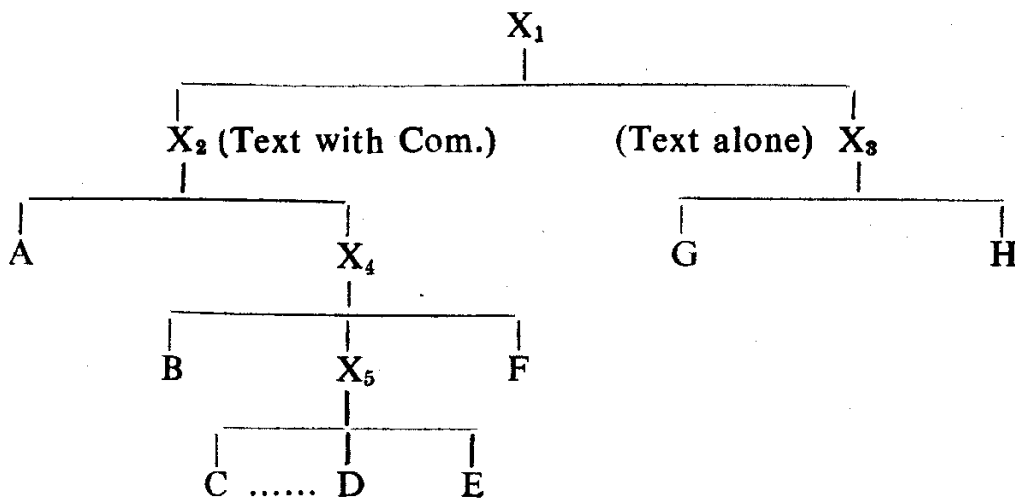 X₁
X₂ (Text with Com.) (Text alone) X₃
A X₄ G H
B X₅ F
C ...... D E